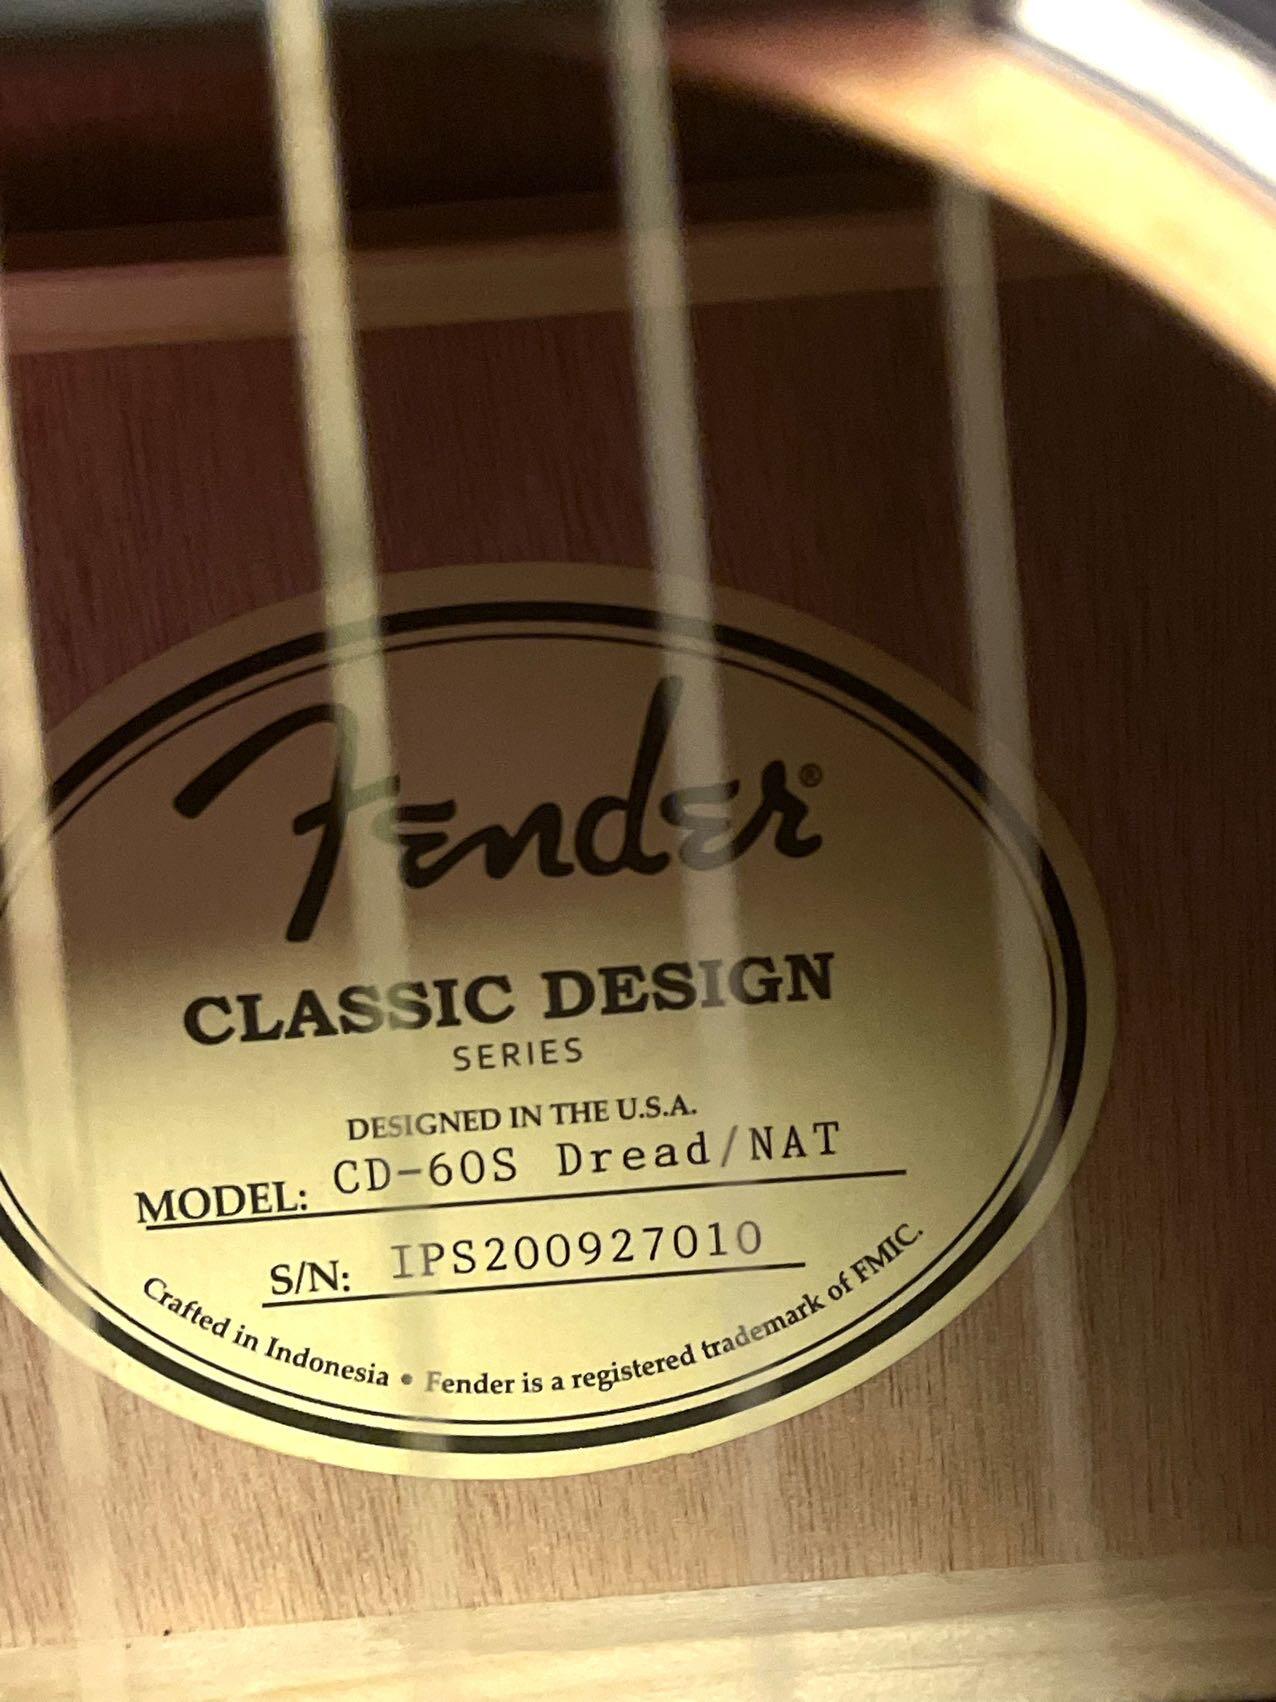 Fender®
CLASSIC DESIGN
SERIES
DESIGNED IN THE U.S.A.
MODEL: CD-60S Dread/NAT
S/N: IPS200927010
Crafted in Indonesia • Fender is a registered trademark of FMIC.